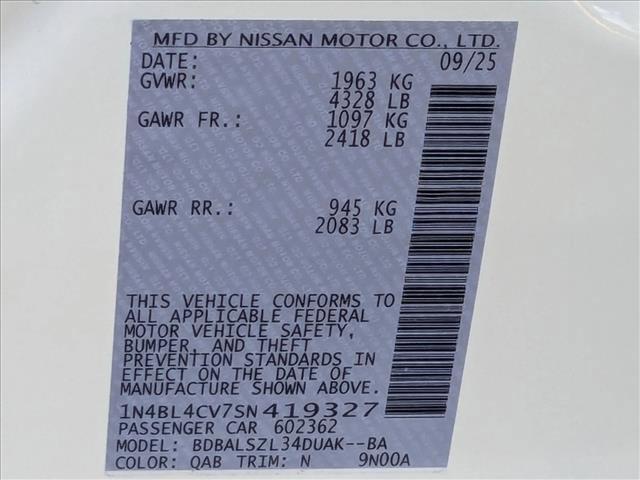 MFD BY NISSAN MOTOR CO., LTD.
DATE: 09/25
GVWR: 1963 KG
4328 LB
GAWR FR.: 1097 KG
2418 LB
GAWR RR.: 945 KG
2083 LB
THIS VEHICLE CONFORMS TO
ALL APPLICABLE FEDERAL
MOTOR VEHICLE SAFETY,
BUMPER, AND THEFT
PREVENTION STANDARDS IN
EFFECT ON THE DATE OF
MANUFACTURE SHOWN ABOVE.
1N4BL4CV7SN419327
PASSENGER CAR 602362
MODEL: BDBALSZL34DUAK--BA
COLOR: QAB TRIM: N 9N00A